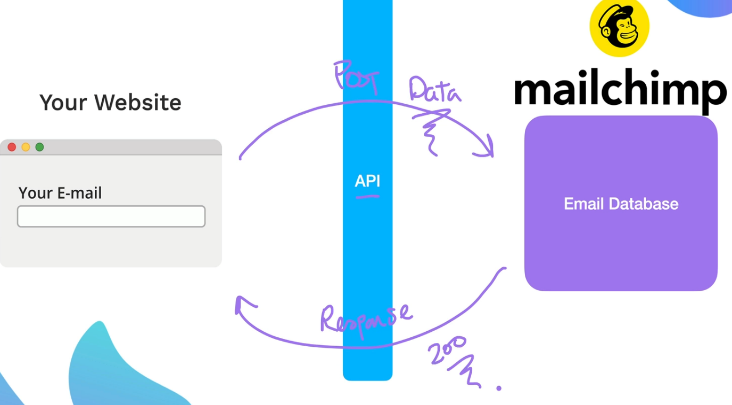 POST
Data
mailchimp
Your Website
API
Your E-mail
Email Database
Response
200